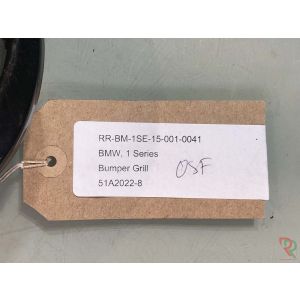 RR-BM-1SE-15-001-0041
BMW, 1 Series
Bumper Grill
OSF
51A2022-8